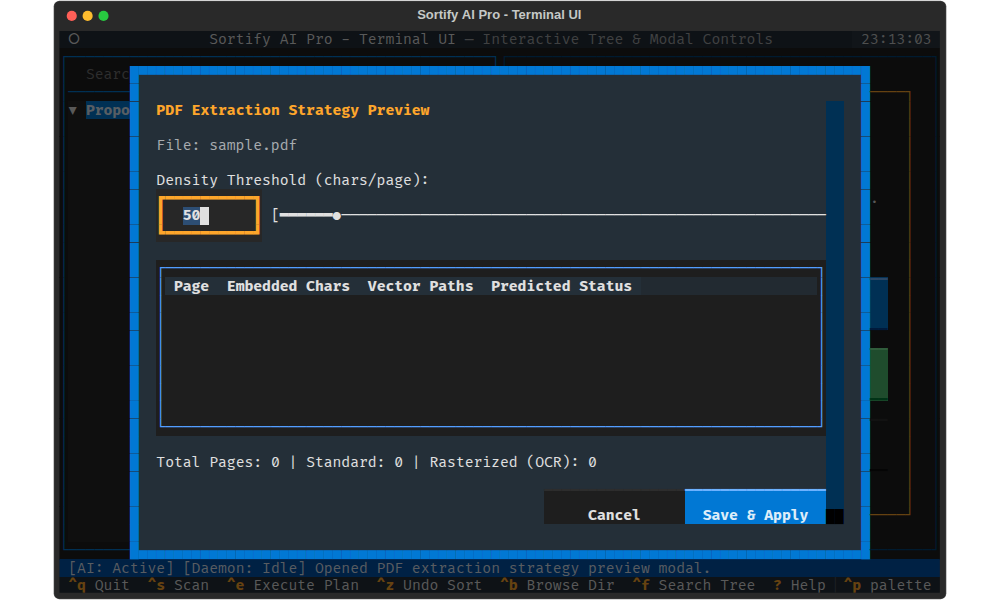 Sortify AI Pro - Terminal UI
Sortify AI Pro - Terminal UI — Interactive Tree & Modal Controls 23:13:03
Searc
▼ Propo
PDF Extraction Strategy Preview
File: sample.pdf
Density Threshold (chars/page):
50
Page Embedded Chars Vector Paths Predicted Status
Total Pages: 0 | Standard: 0 | Rasterized (OCR): 0
Cancel Save & Apply
[AI: Active] [Daemon: Idle] Opened PDF extraction strategy preview modal.
^q Quit ^s Scan ^e Execute Plan ^z Undo Sort ^b Browse Dir ^f Search Tree ? Help ^p palette